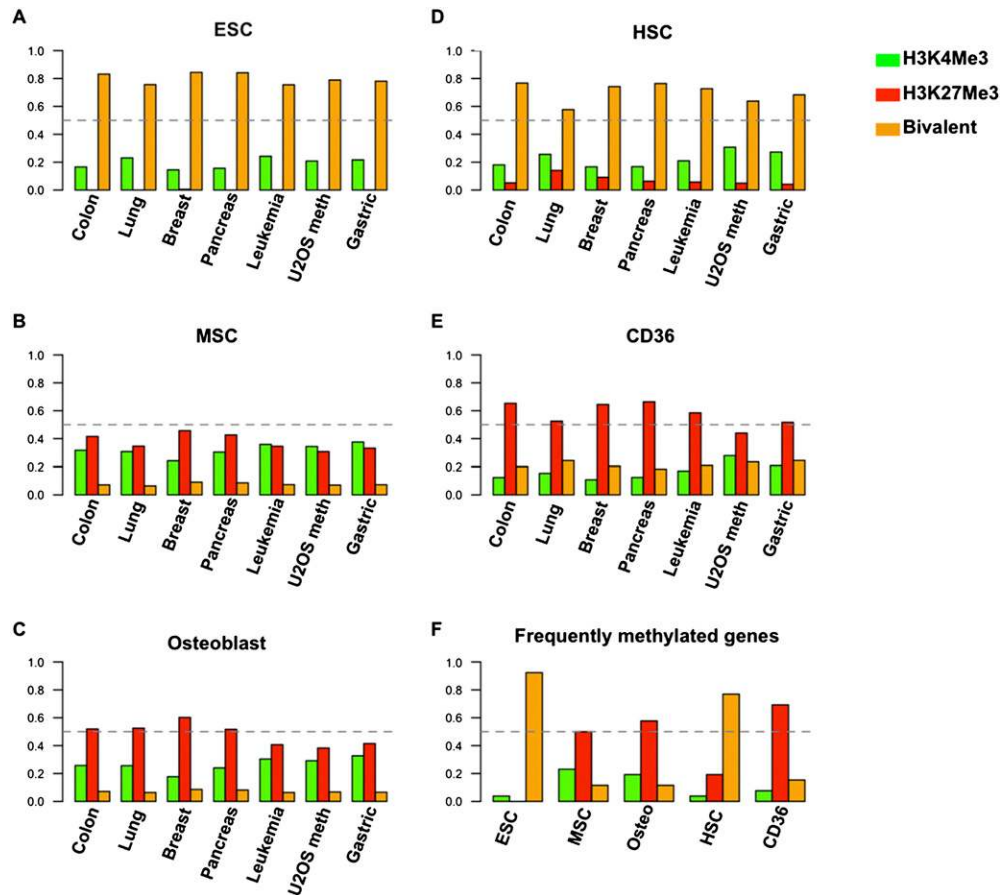 A
ESC
1.0
0.8
0.6
0.4
0.2
0.0
Colon
Lung
Breast
Pancreas
Leukemia
U2OS meth
Gastric
D
HSC
1.0
0.8
0.6
0.4
0.2
0.0
Colon
Lung
Breast
Pancreas
Leukemia
U2OS meth
Gastric
H3K4Me3
H3K27Me3
Bivalent
B
MSC
1.0
0.8
0.6
0.4
0.2
0.0
Colon
Lung
Breast
Pancreas
Leukemia
U2OS meth
Gastric
E
CD36
1.0
0.8
0.6
0.4
0.2
0.0
Colon
Lung
Breast
Pancreas
Leukemia
U2OS meth
Gastric
C
Osteoblast
1.0
0.8
0.6
0.4
0.2
0.0
Colon
Lung
Breast
Pancreas
Leukemia
U2OS meth
Gastric
F
Frequently methylated genes
1.0
0.8
0.6
0.4
0.2
0.0
ESC
MSC
Osteo
HSC
CD36